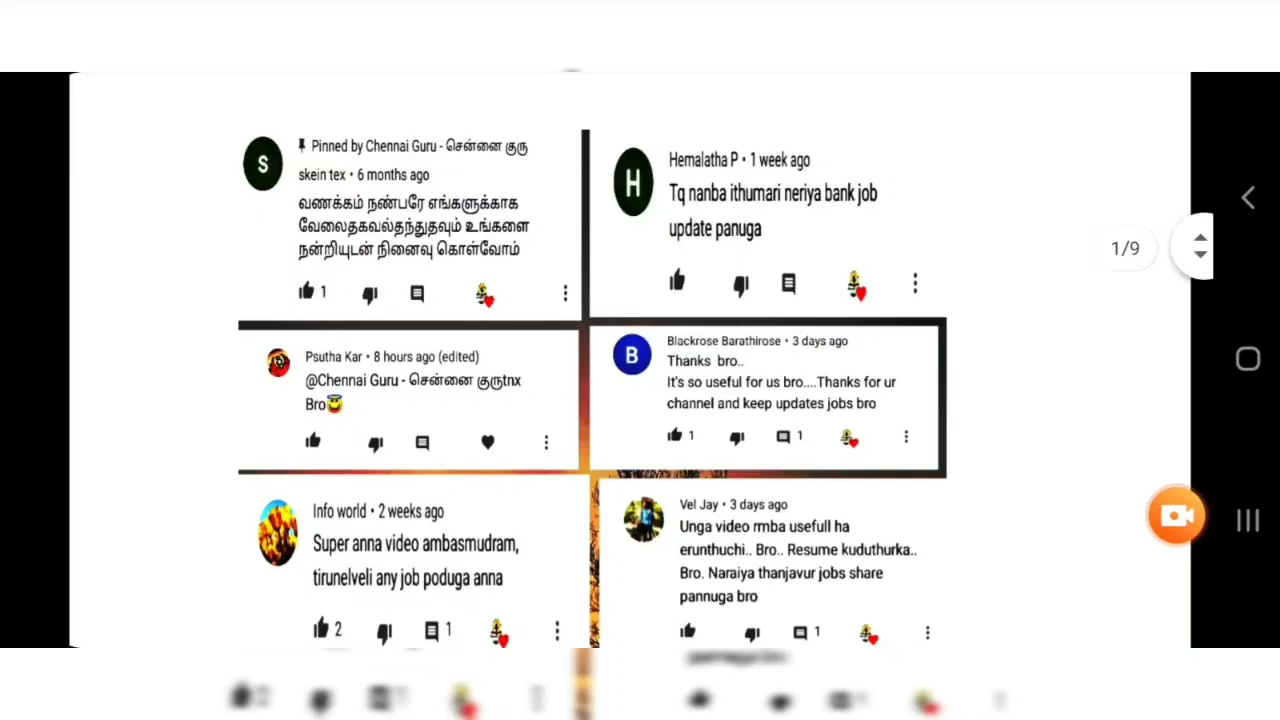 Pinned by Chennai Guru - சென்னை குரு
S
skein tex • 6 months ago
வணக்கம் நண்பரே எங்களுக்காக
வேலைதகவல்தந்துதவும் உங்களை
நன்றியுடன் நினைவு கொள்வோம்
1
H
Hemalatha P • 1 week ago
Tq nanba ithumari neriya bank job
update panuga
1/9
Psutha Kar • 8 hours ago (edited)
@Chennai Guru - சென்னை குருtnx
Bro😇
B
Blackrose Barathirose • 3 days ago
Thanks bro..
It's so useful for us bro....Thanks for ur
channel and keep updates jobs bro
1 1
Info world • 2 weeks ago
Super anna video ambasmudram,
tirunelveli any job poduga anna
2 1
Vel Jay • 3 days ago
Unga video rmba usefull ha
erunthuchi.. Bro.. Resume kuduthurka..
Bro. Naraiya thanjavur jobs share
pannuga bro
1